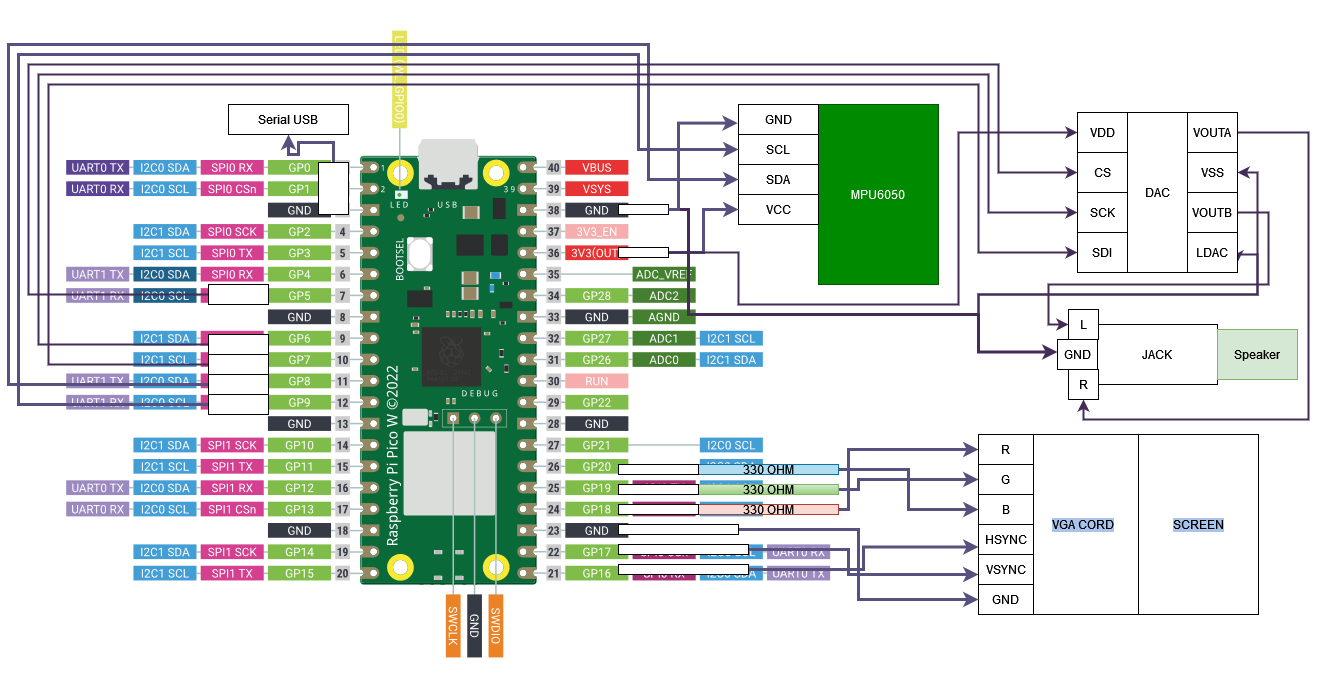 LED (WL_GPIO0)
Serial USB
UART0 TX I2C0 SDA SPI0 RX GP0 1
UART0 RX I2C0 SCL SPI0 CSn GP1 2
GND
I2C1 SDA SPI0 SCK GP2 4
I2C1 SCL SPI0 TX GP3 5
UART1 TX I2C0 SDA SPI0 RX GP4 6
UART1 RX I2C0 SCL GP5 7
GND 8
I2C1 SDA GP6 9
I2C1 SCL GP7 10
UART1 TX I2C0 SDA GP8 11
UART1 RX I2C0 SCL GP9 12
GND 13
I2C1 SDA SPI1 SCK GP10 14
I2C1 SCL SPI1 TX GP11 15
UART0 TX I2C0 SDA SPI1 RX GP12 16
UART0 RX I2C0 SCL SPI1 CSn GP13 17
GND 18
I2C1 SDA SPI1 SCK GP14 19
I2C1 SCL SPI1 TX GP15 20
LED
USB
39
BOOTSEL
DEBUG
Raspberry Pi Pico W ©2022
SWCLK
GND
SWDIO
40 VBUS
39 VSYS
38 GND
37 3V3_EN
36 3V3(OUT)
35 ADC_VREF
34 GP28 ADC2
33 GND AGND
32 GP27 ADC1 I2C1 SCL
31 GP26 ADC0 I2C1 SDA
30 RUN
29 GP22
28 GND
27 GP21 I2C0 SCL
26 GP20 330 OHM
25 GP19 330 OHM
24 GP18 330 OHM
23 GND
22 GP17 SPI0 CSn I2C0 SCL UART0 RX
21 GP16 SPI0 RX I2C0 SDA UART0 TX
GND
SCL
SDA
VCC
MPU6050
VDD
CS
SCK
SDI
DAC
VOUTA
VSS
VOUTB
LDAC
L
GND
R
JACK
Speaker
R
G
B
HSYNC
VSYNC
GND
VGA CORD
SCREEN